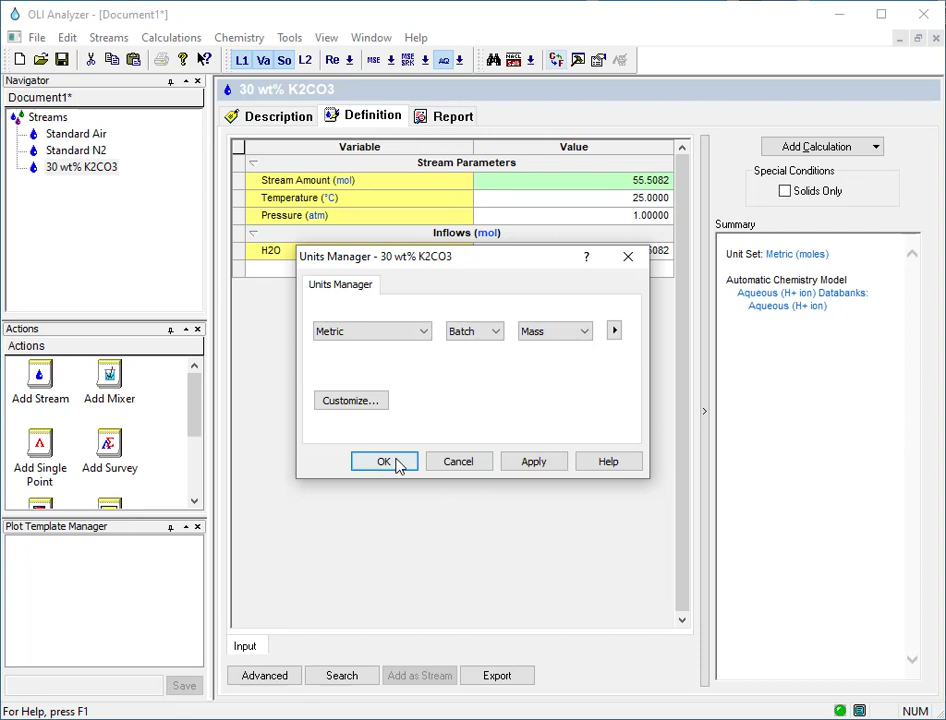 OLI Analyzer - [Document1*]
File Edit Streams Calculations Chemistry Tools View Window Help
L1 Va So L2 Re MSE MSE SRK AQ
Navigator
Document1*
Streams
Standard Air
Standard N2
30 wt% K2CO3
Actions
Actions
Add Stream Add Mixer
Add Single Point Add Survey
Plot Template Manager
Save
30 wt% K2CO3
Description Definition Report
Variable Value
Stream Parameters
Stream Amount (mol) 55.5082
Temperature (°C) 25.0000
Pressure (atm) 1.00000
Inflows (mol)
H2O 5082
Units Manager - 30 wt% K2CO3 ?
Units Manager
Metric Batch Mass
Customize...
OK Cancel Apply Help
Input
Advanced Search Add as Stream Export
Add Calculation
Special Conditions
Solids Only
Summary
Unit Set: Metric (moles)
Automatic Chemistry Model
Aqueous (H+ ion) Databanks:
Aqueous (H+ ion)
For Help, press F1 NUM